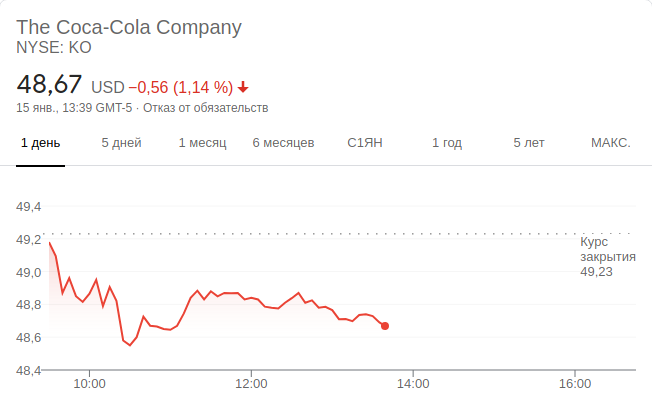 The Coca-Cola Company
NYSE: KO
48,67 USD −0,56 (1,14 %)
15 янв., 13:39 GMT-5 · Отказ от обязательств
1 день 5 дней 1 месяц 6 месяцев С1ЯН 1 год 5 лет МАКС.
49,4
49,2
49,0
48,8
48,6
48,4
Курс
закрытия
49,23
10:00 12:00 14:00 16:00